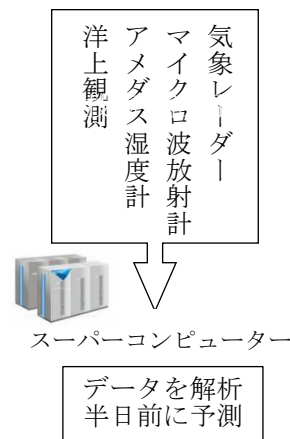 気象レーダー
マイクロ波放射計
アメダス湿度計
洋上観測
スーパーコンピューター
データを解析
半日前に予測